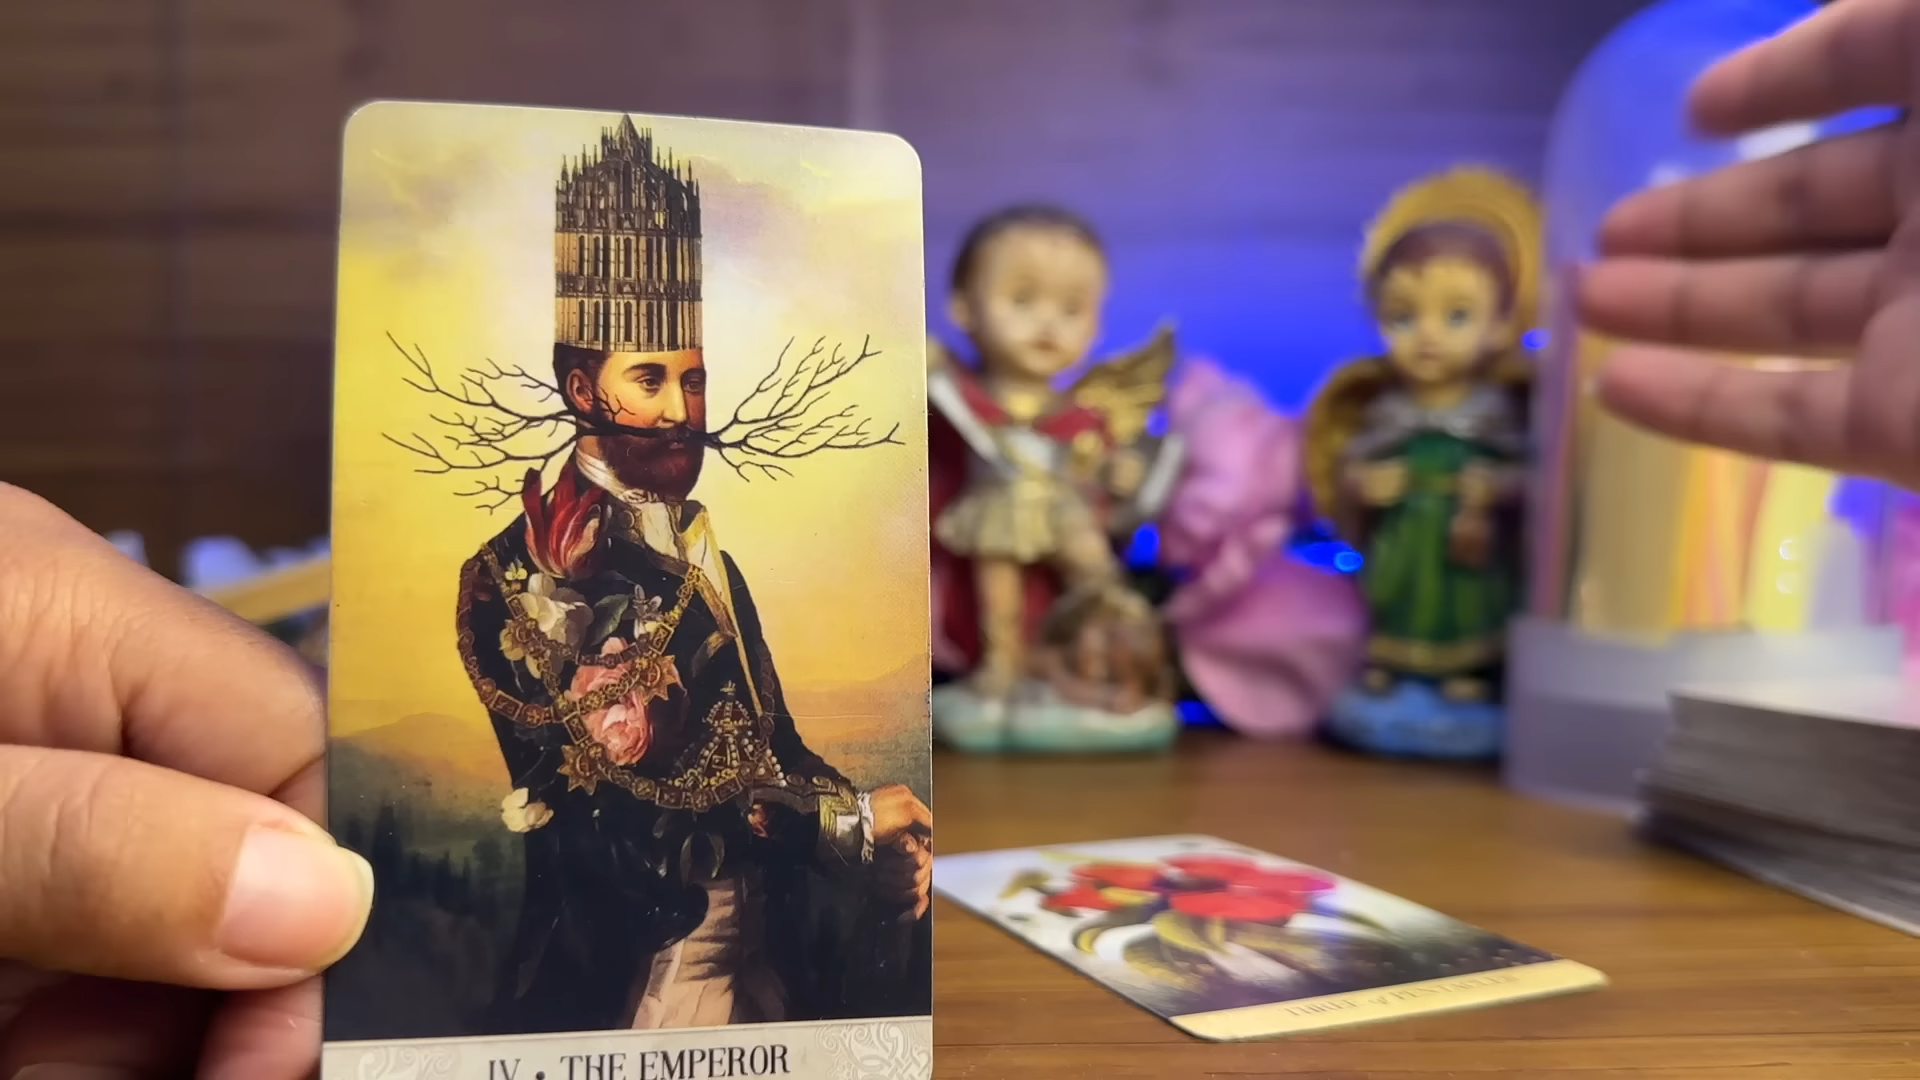 IV • THE EMPEROR
THREE of PENTACLES